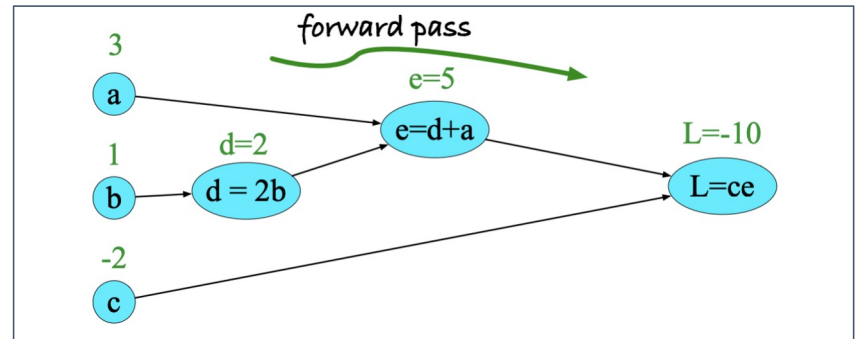 forward pass
3
a
e=5
e=d+a
L=-10
1
d=2
b
d = 2b
L=ce
-2
c